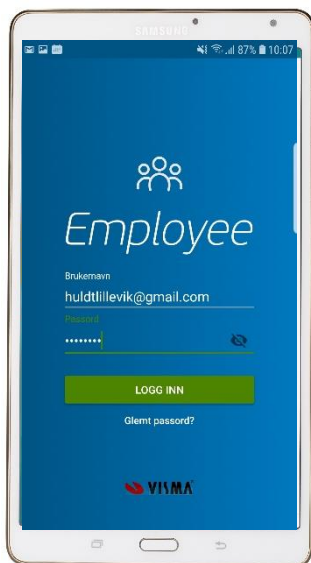 SAMSUNG
87% 10:07
Employee
Brukernavn
huldtlillevik@gmail.com
Passord
LOGG INN
Glemt passord?
VISMA